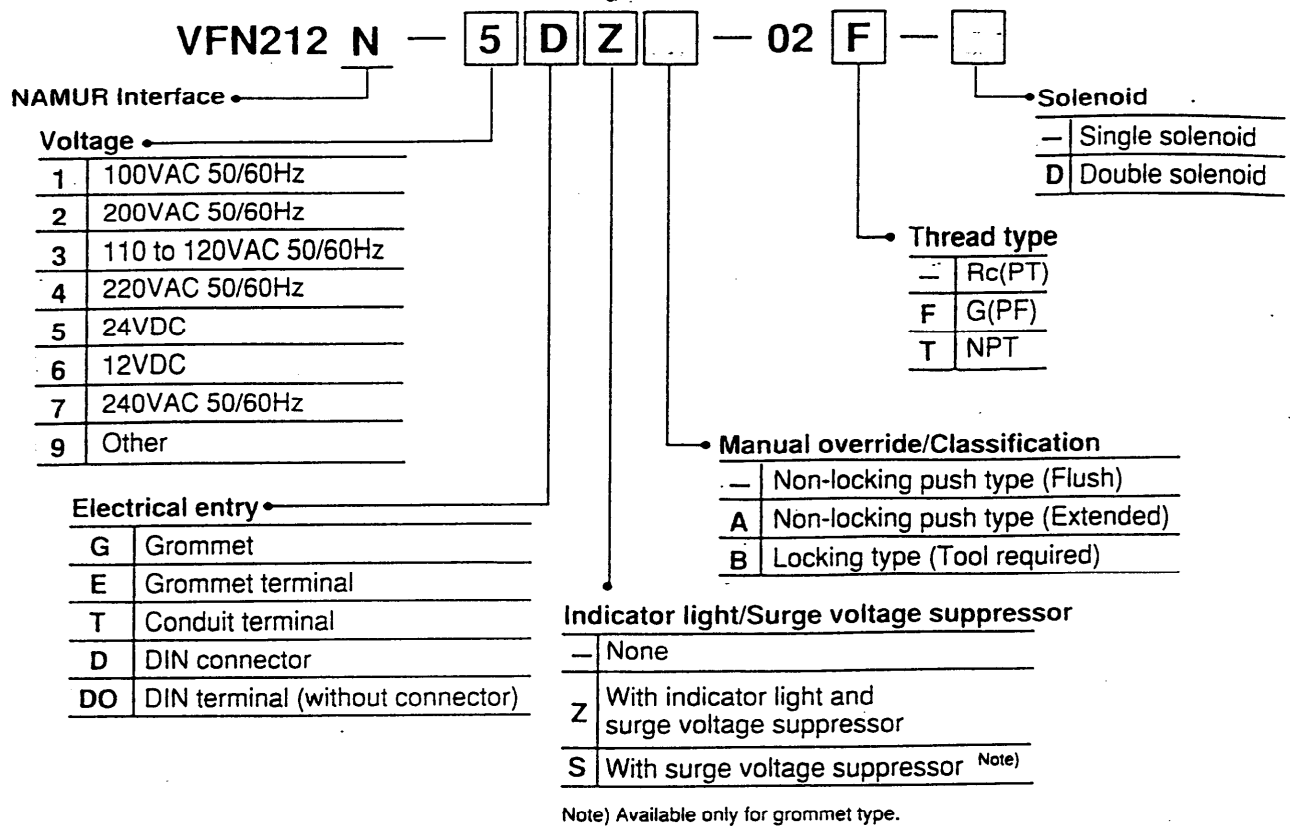 VFN212 N — 5 D Z — 02 F —
NAMUR Interface
Solenoid
— Single solenoid
D Double solenoid
Voltage
1 100VAC 50/60Hz
2 200VAC 50/60Hz
3 110 to 120VAC 50/60Hz
4 220VAC 50/60Hz
5 24VDC
6 12VDC
7 240VAC 50/60Hz
9 Other
Thread type
— Rc(PT)
F G(PF)
T NPT
Manual override/Classification
— Non-locking push type (Flush)
A Non-locking push type (Extended)
B Locking type (Tool required)
Electrical entry
G Grommet
E Grommet terminal
T Conduit terminal
D DIN connector
DO DIN terminal (without connector)
Indicator light/Surge voltage suppressor
— None
Z With indicator light and
surge voltage suppressor
S With surge voltage suppressor Note)
Note) Available only for grommet type.